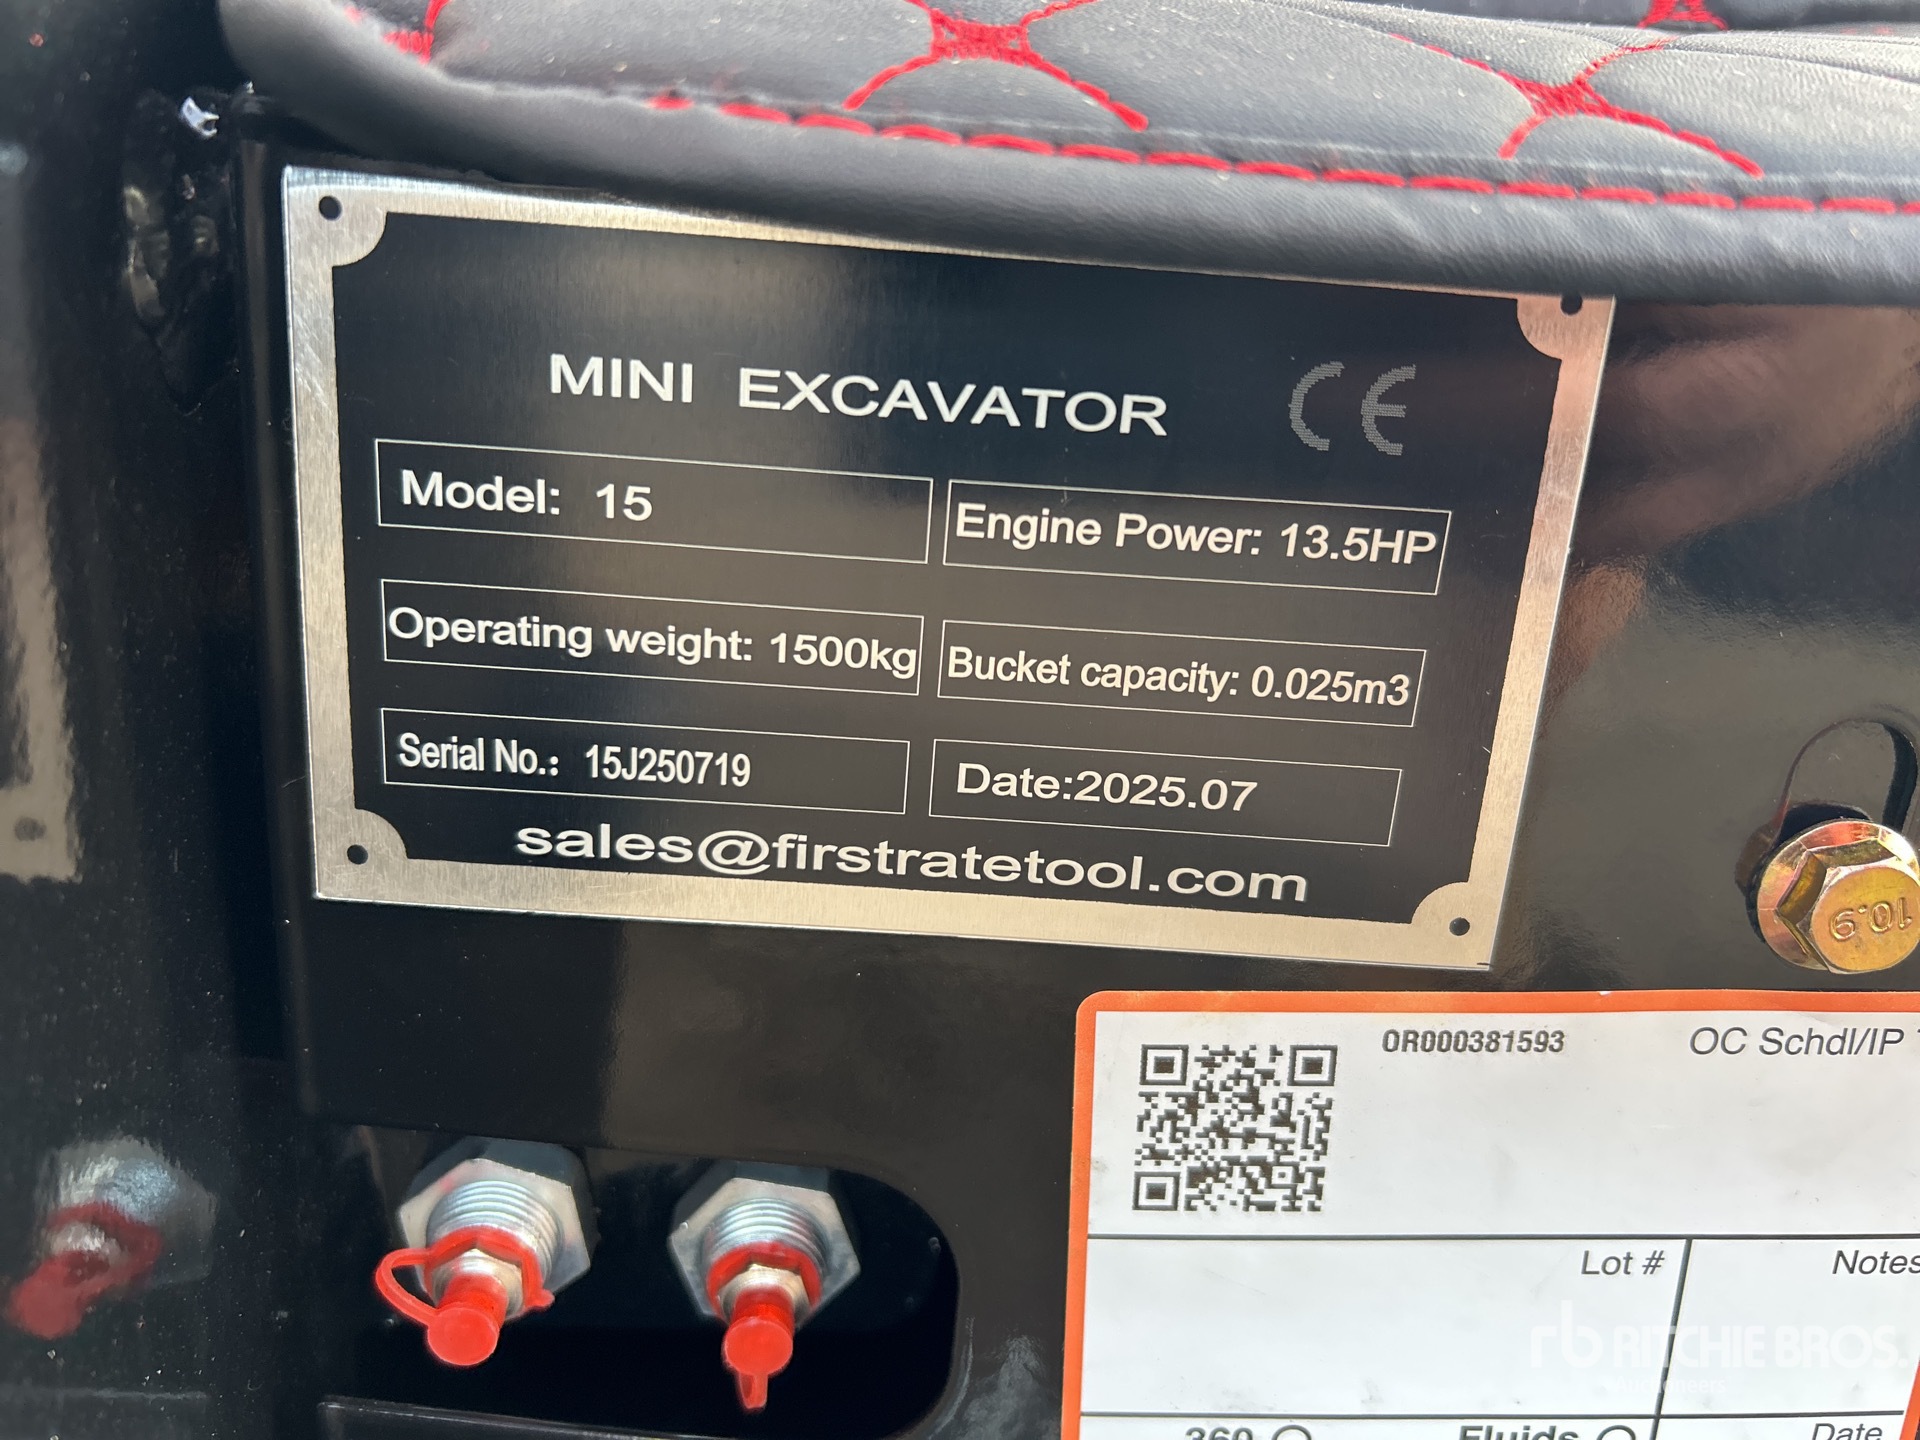 MINI EXCAVATOR CE
Model: 15
Engine Power: 13.5HP
Operating weight: 1500kg
Bucket capacity: 0.025m3
Serial No.: 15J250719
Date:2025.07
sales@firstratetool.com
10.9
OR000381593
OC Schdl/IP
Lot #
Notes
rb RITCHIE BROS.
Auctioneers
360
Fluids
Date